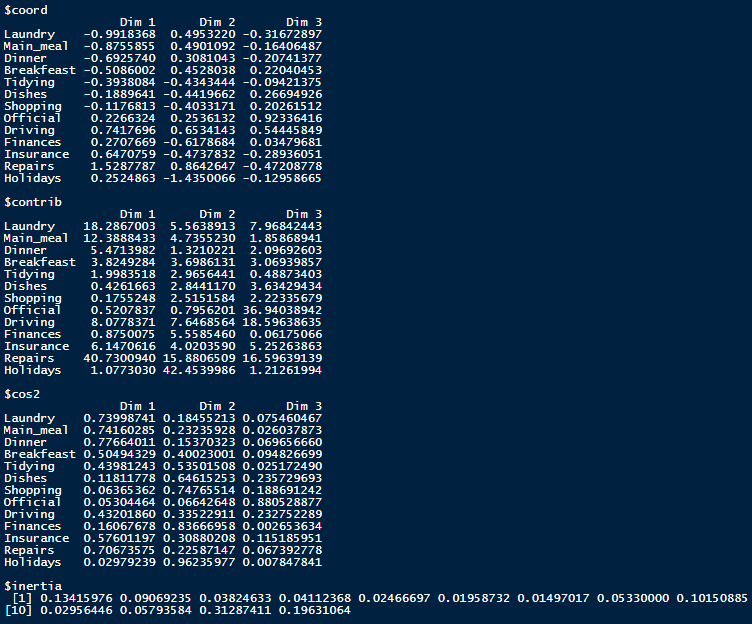 $coord
Dim 1 Dim 2 Dim 3
Laundry -0.9918368 0.4953220 -0.31672897
Main_meal -0.8755855 0.4901092 -0.16406487
Dinner -0.6925740 0.3081043 -0.20741377
Breakfeast -0.5086002 0.4528038 0.22040453
Tidying -0.3938084 -0.4343444 -0.09421375
Dishes -0.1889641 -0.4419662 0.26694926
Shopping -0.1176813 -0.4033171 0.20261512
Official 0.2266324 0.2536132 0.92336416
Driving 0.7417696 0.6534143 0.54445849
Finances 0.2707669 -0.6178684 0.03479681
Insurance 0.6470759 -0.4737832 -0.28936051
Repairs 1.5287787 0.8642647 -0.47208778
Holidays 0.2524863 -1.4350066 -0.12958665
$contrib
Dim 1 Dim 2 Dim 3
Laundry 18.2867003 5.5638913 7.96842443
Main_meal 12.3888433 4.7355230 1.85868941
Dinner 5.4713982 1.3210221 2.09692603
Breakfeast 3.8249284 3.6986131 3.06939857
Tidying 1.9983518 2.9656441 0.48873403
Dishes 0.4261663 2.8441170 3.63429434
Shopping 0.1755248 2.5151584 2.22335679
Official 0.5207837 0.7956201 36.94038942
Driving 8.0778371 7.6468564 18.59638635
Finances 0.8750075 5.5585460 0.06175066
Insurance 6.1470616 4.0203590 5.25263863
Repairs 40.7300940 15.8806509 16.59639139
Holidays 1.0773030 42.4539986 1.21261994
$cos2
Dim 1 Dim 2 Dim 3
Laundry 0.73998741 0.18455213 0.075460467
Main_meal 0.74160285 0.23235928 0.026037873
Dinner 0.77664011 0.15370323 0.069656660
Breakfeast 0.50494329 0.40023001 0.094826699
Tidying 0.43981243 0.53501508 0.025172490
Dishes 0.11811778 0.64615253 0.235729693
Shopping 0.06365362 0.74765514 0.188691242
Official 0.05304464 0.06642648 0.880528877
Driving 0.43201860 0.33522911 0.232752289
Finances 0.16067678 0.83666958 0.002653634
Insurance 0.57601197 0.30880208 0.115185951
Repairs 0.70673575 0.22587147 0.067392778
Holidays 0.02979239 0.96235977 0.007847841
$inertia
[1] 0.13415976 0.09069235 0.03824633 0.04112368 0.02466697 0.01958732 0.01497017 0.05330000 0.10150885
[10] 0.02956446 0.05793584 0.31287411 0.19631064